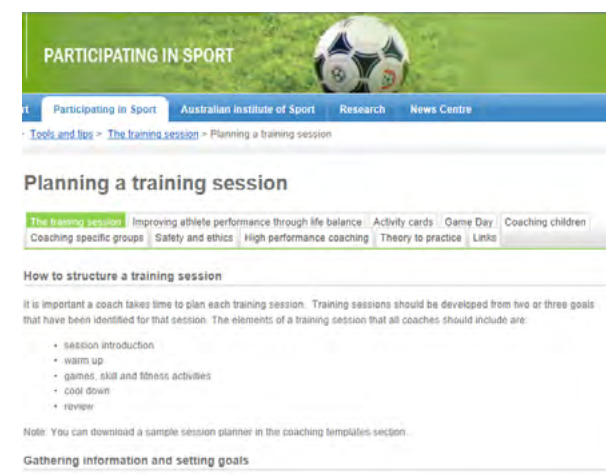 PARTICIPATING IN SPORT
rt Participating in Sport Australian Institute of Sport Research News Centre
Tools and tips > The training session > Planning a training session
Planning a training session
The training session Improving athlete performance through life balance Activity cards Game Day Coaching children
Coaching specific groups Safety and ethics High performance coaching Theory to practice Links
How to structure a training session
It is important a coach takes time to plan each training session. Training sessions should be developed from two or three goals
that have been identified for that session. The elements of a training session that all coaches should include are:
• session introduction
• warm up
• games, skill and fitness activities
• cool down
• review
Note: You can download a sample session planner in the coaching templates section.
Gathering information and setting goals